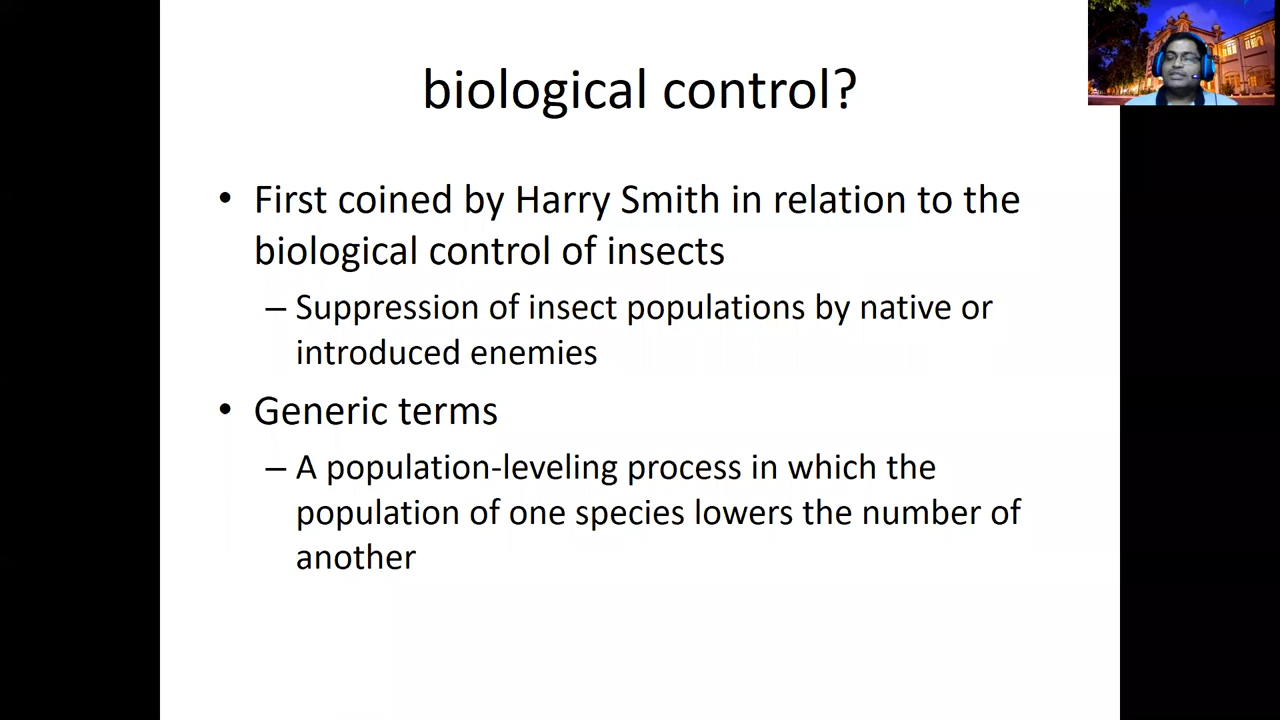 biological control?
• First coined by Harry Smith in relation to the
biological control of insects
– Suppression of insect populations by native or
introduced enemies
• Generic terms
– A population-leveling process in which the
population of one species lowers the number of
another